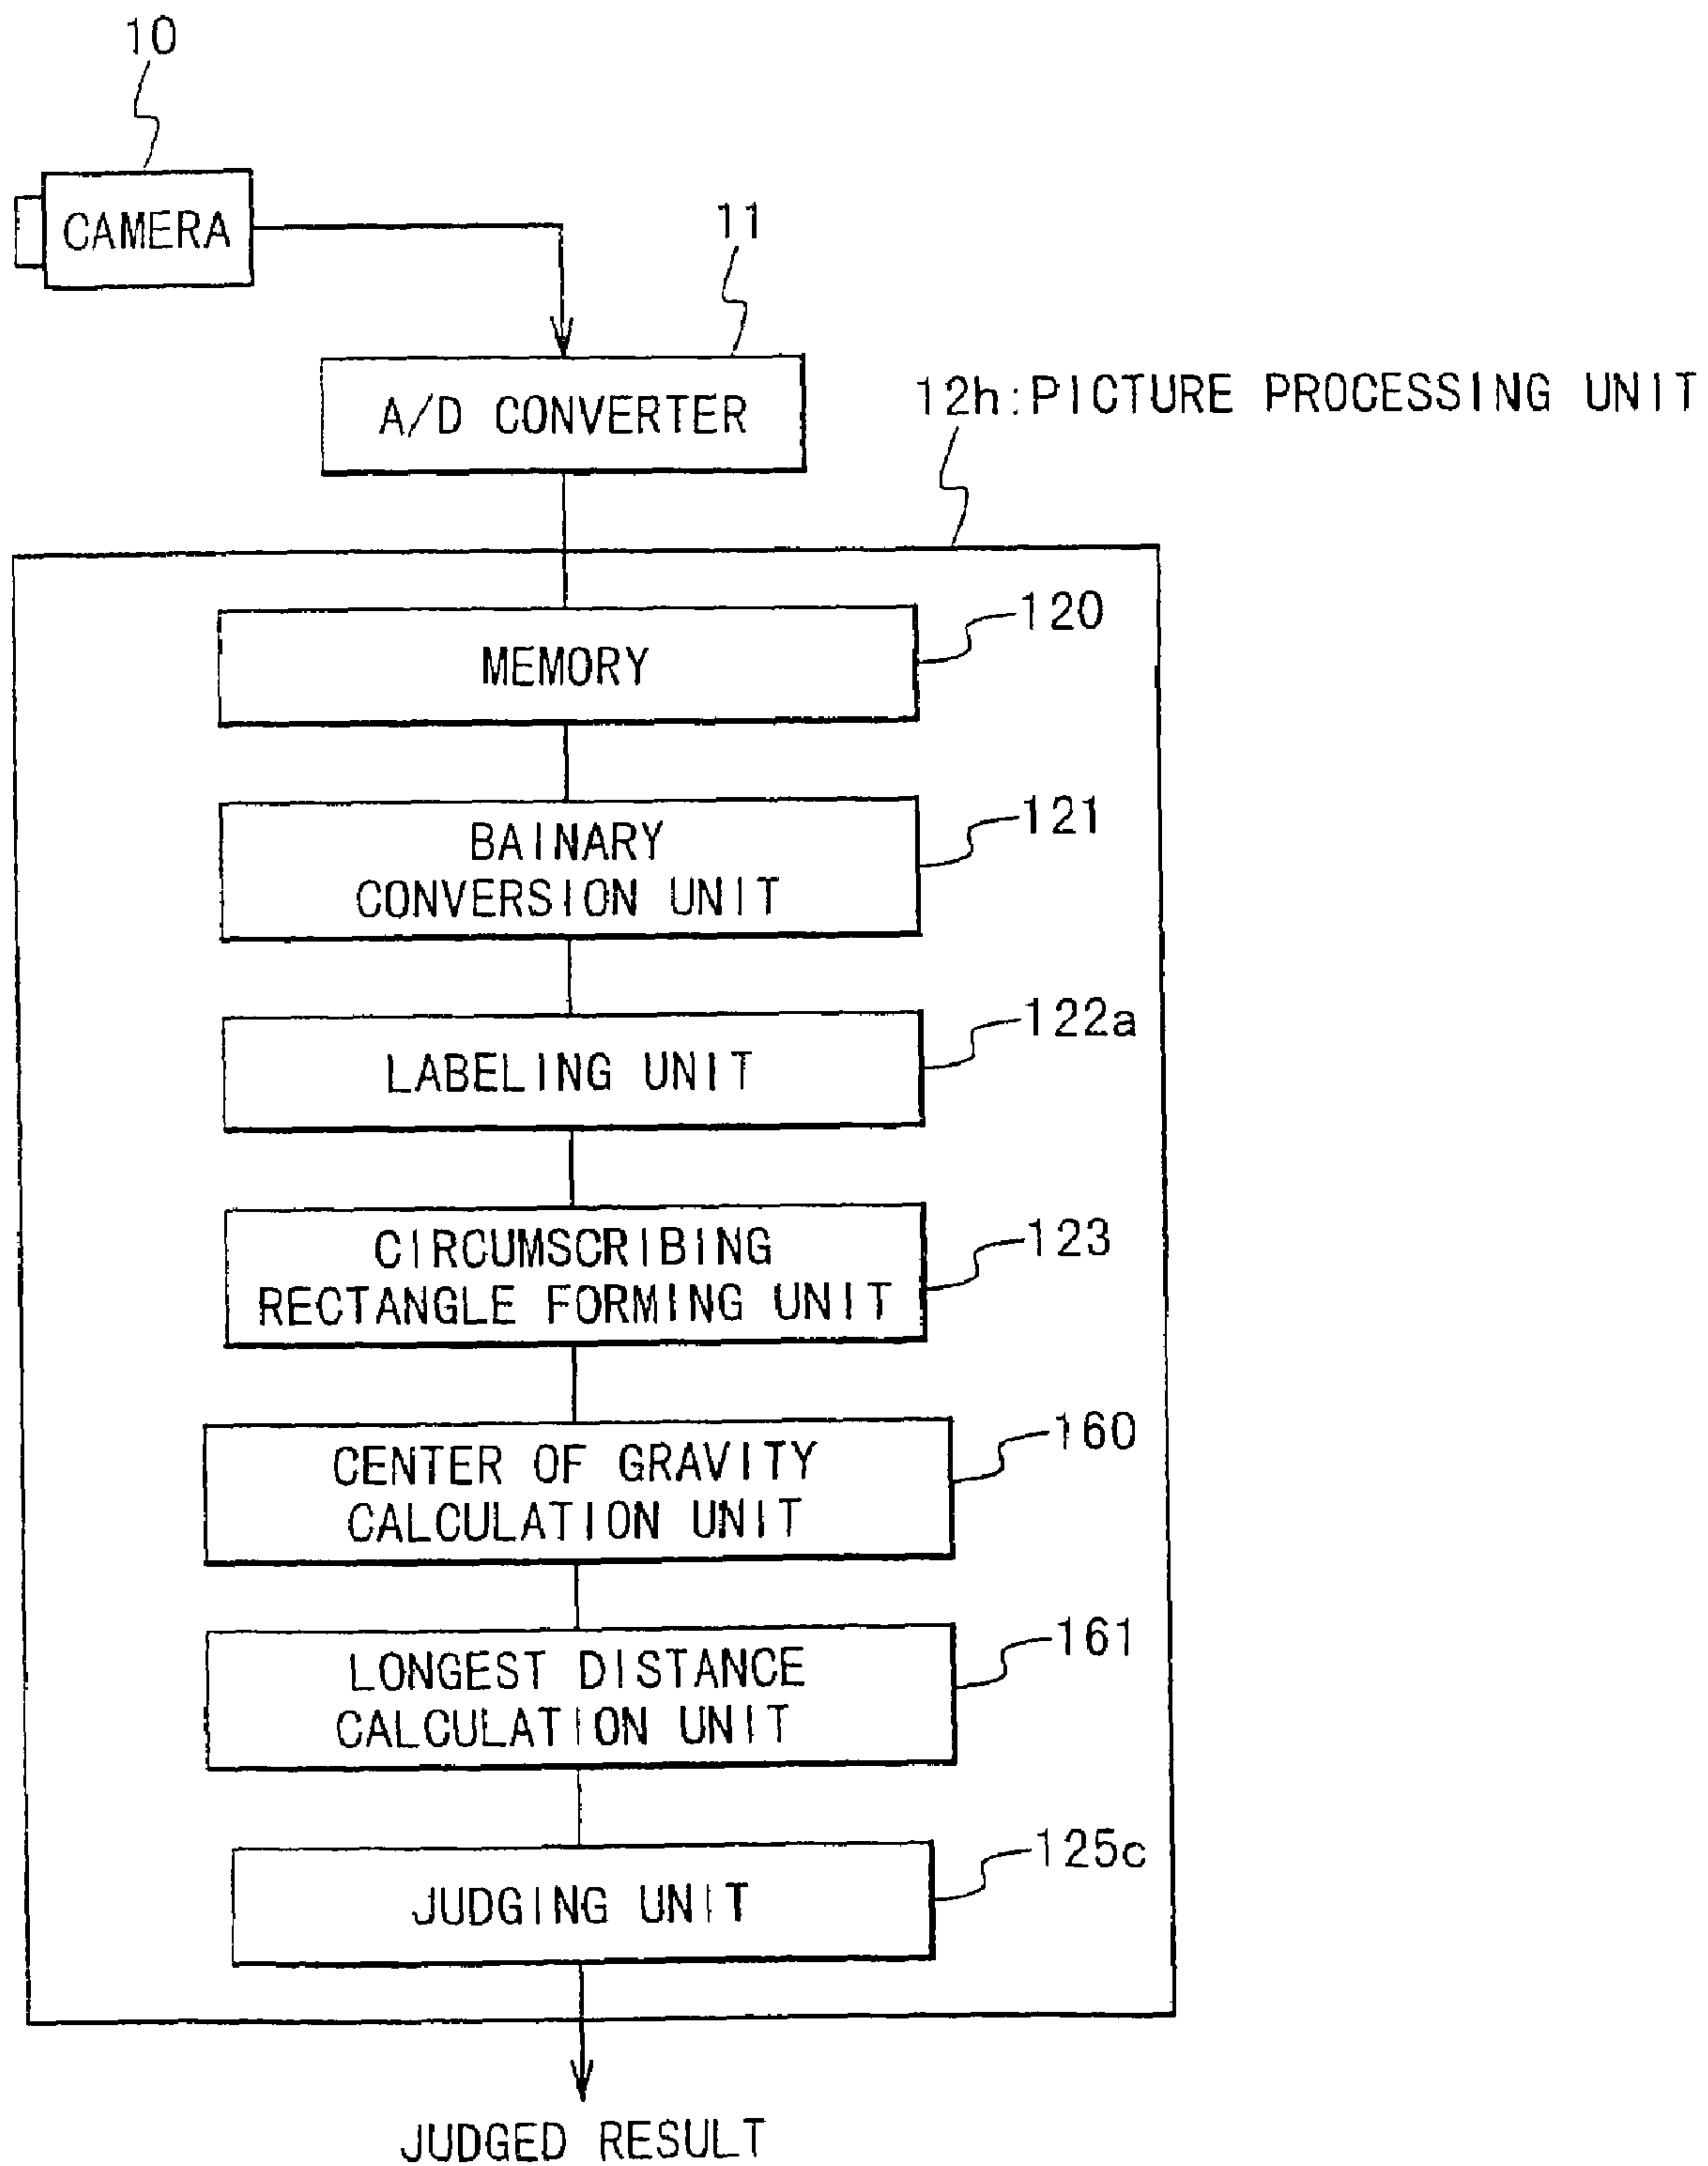 10
CAMERA
11
A/D CONVERTER
12h:PICTURE PROCESSING UNIT
120
MEMORY
121
BAINARY
CONVERSION UNIT
122a
LABELING UNIT
123
CIRCUMSCRIBING
RECTANGLE FORMING UNIT
160
CENTER OF GRAVITY
CALCULATION UNIT
161
LONGEST DISTANCE
CALCULATION UNIT
125c
JUDGING UNIT
JUDGED RESULT